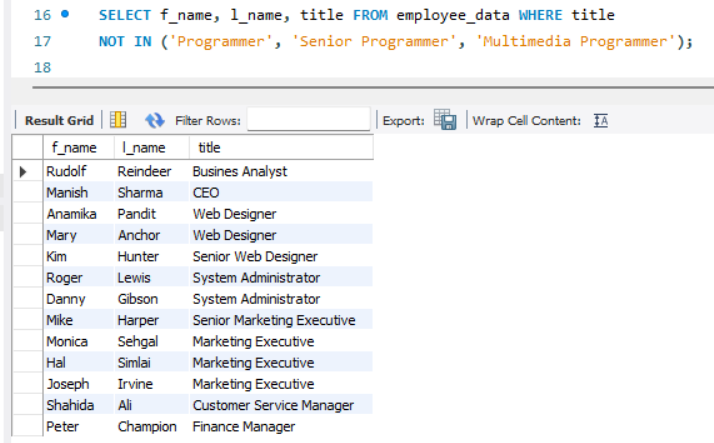 16 SELECT f_name, l_name, title FROM employee_data WHERE title
17 NOT IN ('Programmer', 'Senior Programmer', 'Multimedia Programmer');
18
Result Grid Filter Rows: Export: Wrap Cell Content: IA
f_name l_name title
Rudolf Reindeer Busines Analyst
Manish Sharma CEO
Anamika Pandit Web Designer
Mary Anchor Web Designer
Kim Hunter Senior Web Designer
Roger Lewis System Administrator
Danny Gibson System Administrator
Mike Harper Senior Marketing Executive
Monica Sehgal Marketing Executive
Hal Simlai Marketing Executive
Joseph Irvine Marketing Executive
Shahida Ali Customer Service Manager
Peter Champion Finance Manager